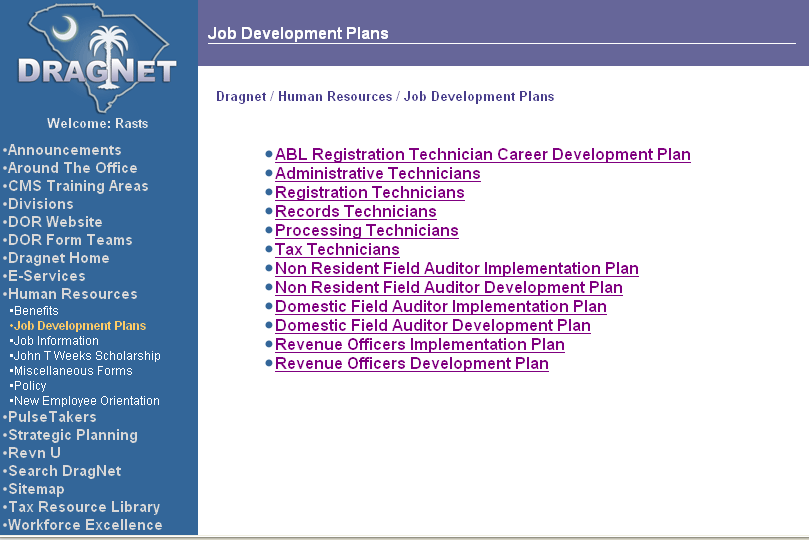 DRAGNET
Welcome: Rasts
•Announcements
•Around The Office
•CMS Training Areas
•Divisions
•DOR Website
•DOR Form Teams
•Dragnet Home
•E-Services
•Human Resources
•Benefits
•Job Development Plans
•Job Information
•John T Weeks Scholarship
•Miscellaneous Forms
•Policy
•New Employee Orientation
•PulseTakers
•Strategic Planning
•Revn U
•Search DragNet
•Sitemap
•Tax Resource Library
•Workforce Excellence
Job Development Plans
Dragnet / Human Resources / Job Development Plans
•ABL Registration Technician Career Development Plan
•Administrative Technicians
•Registration Technicians
•Records Technicians
•Processing Technicians
•Tax Technicians
•Non Resident Field Auditor Implementation Plan
•Non Resident Field Auditor Development Plan
•Domestic Field Auditor Implementation Plan
•Domestic Field Auditor Development Plan
•Revenue Officers Implementation Plan
•Revenue Officers Development Plan